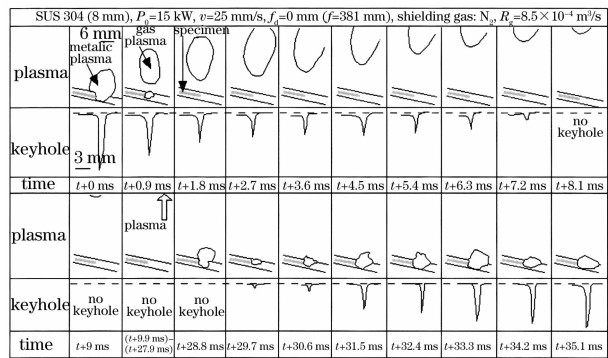 SUS 304 (8 mm), P₀=15 kW, v=25 mm/s, f_d=0 mm (f=381 mm), shielding gas: N₂, R_g=8.5×10⁻⁴ m³/s
6 mm
metallic
plasma
gas
plasma
specimen
plasma
keyhole
3 mm
no
keyhole
time t+0 ms t+0.9 ms t+1.8 ms t+2.7 ms t+3.6 ms t+4.5 ms t+5.4 ms t+6.3 ms t+7.2 ms t+8.1 ms
plasma
plasma
keyhole
no
keyhole
no
keyhole
no
keyhole
time t+9 ms (t+9.9 ms)~
(t+27.9 ms) t+28.8 ms t+29.7 ms t+30.6 ms t+31.5 ms t+32.4 ms t+33.3 ms t+34.2 ms t+35.1 ms